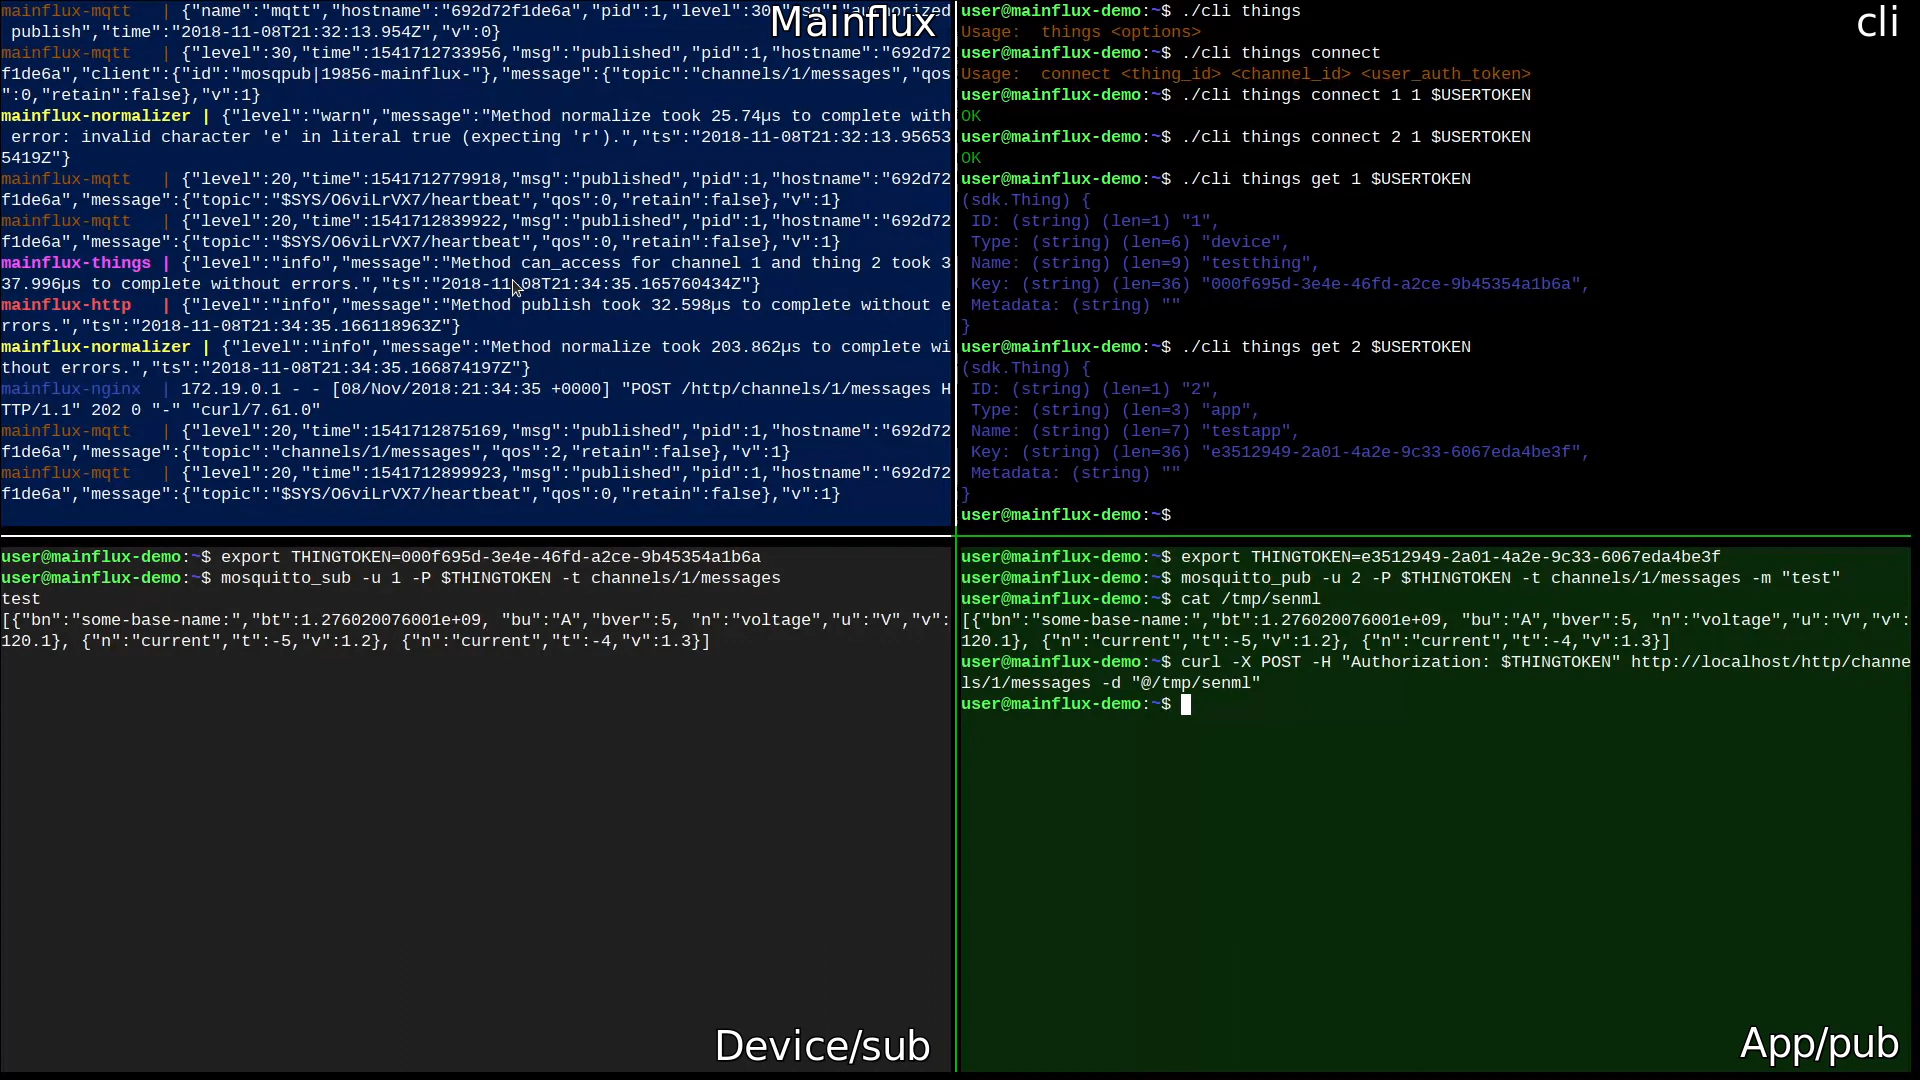 mainflux-mqtt   | {"name":"mqtt","hostname":"692d72f1de6a","pid":1,"level":30,"msg":"authorized
 publish","time":"2018-11-08T21:32:13.954Z","v":0}
mainflux-mqtt   | {"level":30,"time":1541712733956,"msg":"published","pid":1,"hostname":"692d72
f1de6a","client":{"id":"mosqpub|19856-mainflux-"},"message":{"topic":"channels/1/messages","qos
":0,"retain":false},"v":1}
mainflux-normalizer | {"level":"warn","message":"Method normalize took 25.74µs to complete with
 error: invalid character 'e' in literal true (expecting 'r').","ts":"2018-11-08T21:32:13.95653
5419Z"}
mainflux-mqtt   | {"level":20,"time":1541712779918,"msg":"published","pid":1,"hostname":"692d72
f1de6a","message":{"topic":"$SYS/O6viLrVX7/heartbeat","qos":0,"retain":false},"v":1}
mainflux-mqtt   | {"level":20,"time":1541712839922,"msg":"published","pid":1,"hostname":"692d72
f1de6a","message":{"topic":"$SYS/O6viLrVX7/heartbeat","qos":0,"retain":false},"v":1}
mainflux-things | {"level":"info","message":"Method can_access for channel 1 and thing 2 took 3
37.996µs to complete without errors.","ts":"2018-11-08T21:34:35.165760434Z"}
mainflux-http   | {"level":"info","message":"Method publish took 32.598µs to complete without e
rrors.","ts":"2018-11-08T21:34:35.166118963Z"}
mainflux-normalizer | {"level":"info","message":"Method normalize took 203.862µs to complete wi
thout errors.","ts":"2018-11-08T21:34:35.166874197Z"}
mainflux-nginx  | 172.19.0.1 - - [08/Nov/2018:21:34:35 +0000] "POST /http/channels/1/messages H
TTP/1.1" 202 0 "-" "curl/7.61.0"
mainflux-mqtt   | {"level":20,"time":1541712875169,"msg":"published","pid":1,"hostname":"692d72
f1de6a","message":{"topic":"channels/1/messages","qos":2,"retain":false},"v":1}
mainflux-mqtt   | {"level":20,"time":1541712899923,"msg":"published","pid":1,"hostname":"692d72
f1de6a","message":{"topic":"$SYS/O6viLrVX7/heartbeat","qos":0,"retain":false},"v":1}
Mainflux
user@mainflux-demo:~$ ./cli things
Usage:  things <options>
user@mainflux-demo:~$ ./cli things connect
Usage:  connect <thing_id> <channel_id> <user_auth_token>
user@mainflux-demo:~$ ./cli things connect 1 1 $USERTOKEN
OK
user@mainflux-demo:~$ ./cli things connect 2 1 $USERTOKEN
OK
user@mainflux-demo:~$ ./cli things get 1 $USERTOKEN
(sdk.Thing) {
 ID: (string) (len=1) "1",
 Type: (string) (len=6) "device",
 Name: (string) (len=9) "testthing",
 Key: (string) (len=36) "000f695d-3e4e-46fd-a2ce-9b45354a1b6a",
 Metadata: (string) ""
}
user@mainflux-demo:~$ ./cli things get 2 $USERTOKEN
(sdk.Thing) {
 ID: (string) (len=1) "2",
 Type: (string) (len=3) "app",
 Name: (string) (len=7) "testapp",
 Key: (string) (len=36) "e3512949-2a01-4a2e-9c33-6067eda4be3f",
 Metadata: (string) ""
}
user@mainflux-demo:~$
cli
user@mainflux-demo:~$ export THINGTOKEN=000f695d-3e4e-46fd-a2ce-9b45354a1b6a
user@mainflux-demo:~$ mosquitto_sub -u 1 -P $THINGTOKEN -t channels/1/messages
test
[{"bn":"some-base-name:","bt":1.276020076001e+09, "bu":"A","bver":5, "n":"voltage","u":"V","v":
120.1}, {"n":"current","t":-5,"v":1.2}, {"n":"current","t":-4,"v":1.3}]
Device/sub
user@mainflux-demo:~$ export THINGTOKEN=e3512949-2a01-4a2e-9c33-6067eda4be3f
user@mainflux-demo:~$ mosquitto_pub -u 2 -P $THINGTOKEN -t channels/1/messages -m "test"
user@mainflux-demo:~$ cat /tmp/senml
[{"bn":"some-base-name:","bt":1.276020076001e+09, "bu":"A","bver":5, "n":"voltage","u":"V","v":
120.1}, {"n":"current","t":-5,"v":1.2}, {"n":"current","t":-4,"v":1.3}]
user@mainflux-demo:~$ curl -X POST -H "Authorization: $THINGTOKEN" http://localhost/http/channe
ls/1/messages -d "@/tmp/senml"
user@mainflux-demo:~$
App/pub